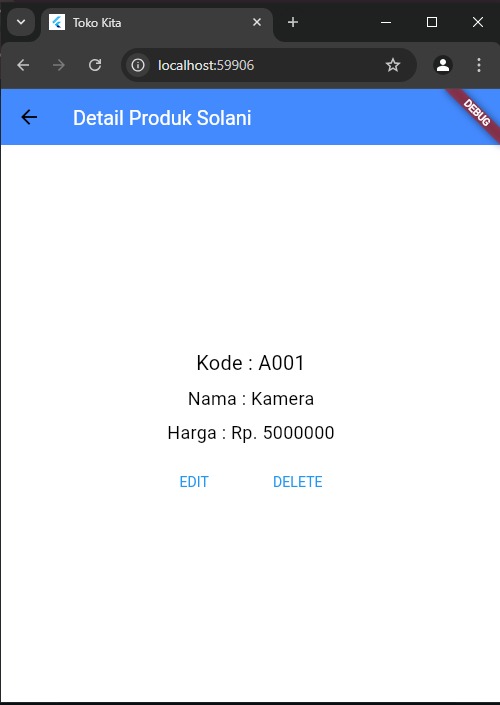 Toko Kita
localhost:59906
Detail Produk Solani
DEBUG
Kode : A001
Nama : Kamera
Harga : Rp. 5000000
EDIT DELETE